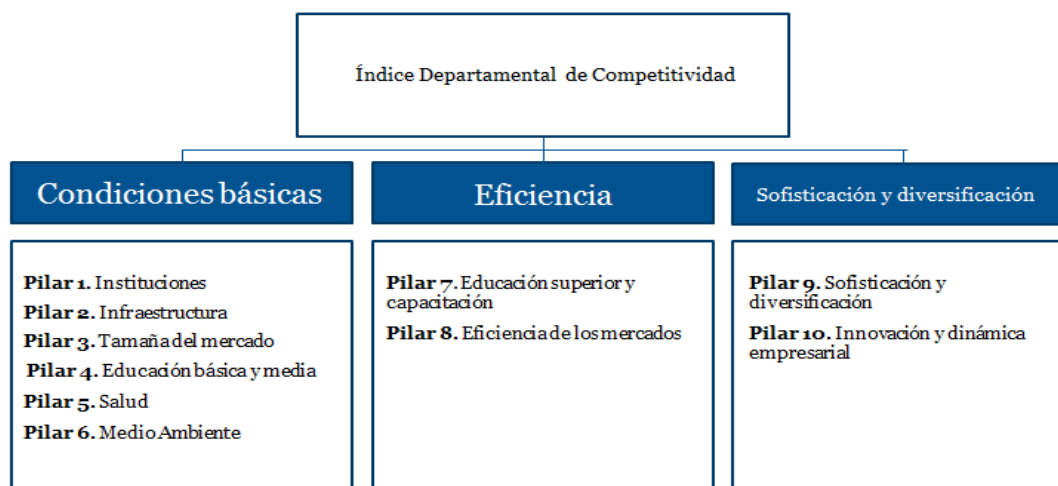 Índice Departamental de Competitividad
Condiciones básicas
Pilar 1. Instituciones
Pilar 2. Infraestructura
Pilar 3. Tamaña del mercado
Pilar 4. Educación básica y media
Pilar 5. Salud
Pilar 6. Medio Ambiente
Eficiencia
Pilar 7. Educación superior y
capacitación
Pilar 8. Eficiencia de los mercados
Sofisticación y diversificación
Pilar 9. Sofisticación y
diversificación
Pilar 10. Innovación y dinámica
empresarial